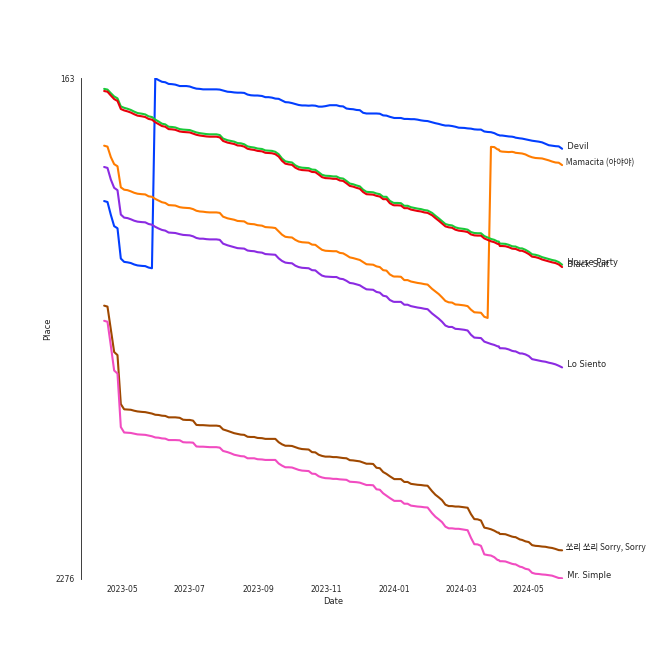 163
Devil
Mamacita (아야야)
House Party
Black Suit
Place
Lo Siento
쏘리 쏘리 Sorry, Sorry
Mr. Simple
2276
2023-05 2023-07 2023-09 2023-11 2024-01 2024-03 2024-05
Date